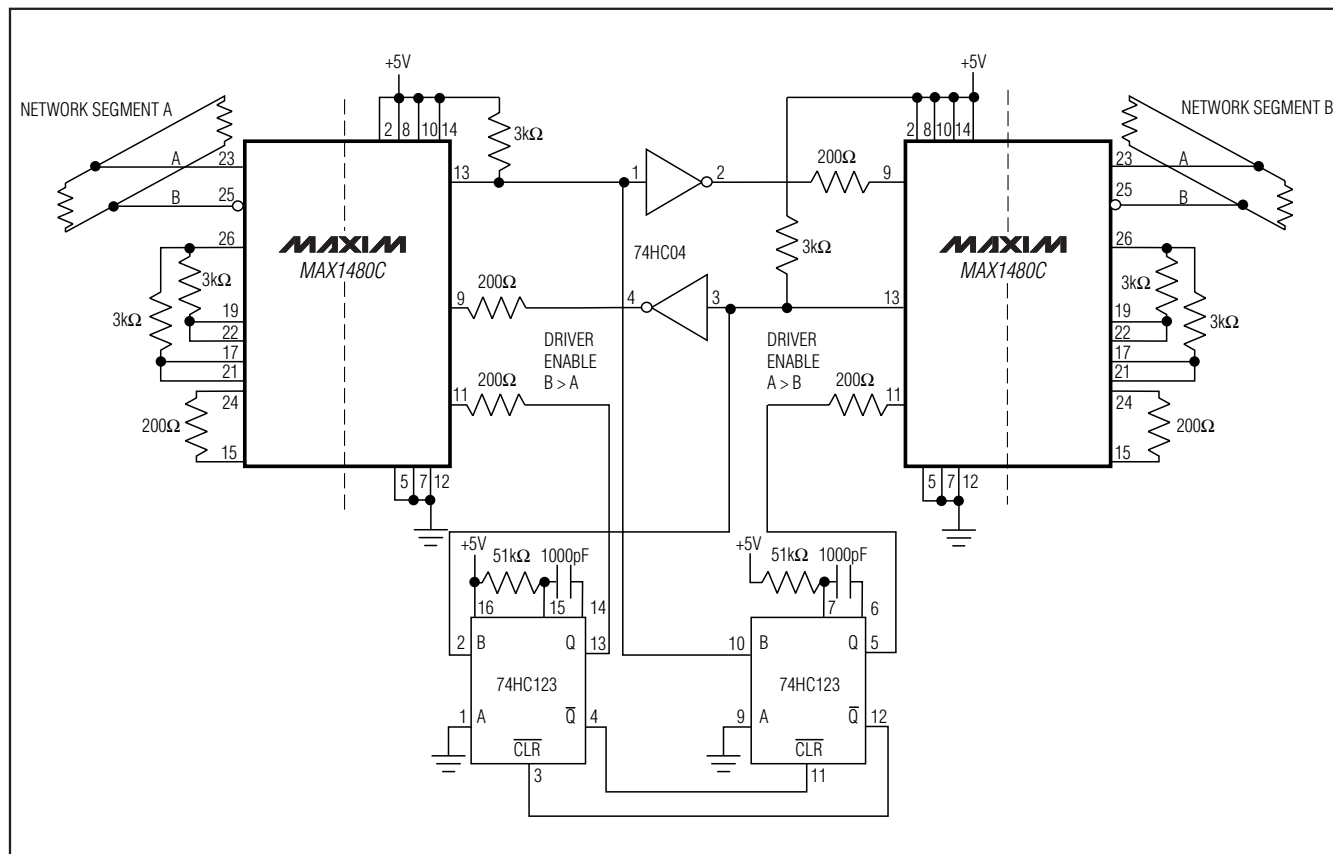 +5V
+5V
NETWORK SEGMENT A
NETWORK SEGMENT B
2 8 10 14
3kΩ
2 8 10 14
A 23
13
1 2
200Ω
9
23 A
B 25
25 B
MAXIM
MAX1480C
74HC04
3kΩ
MAXIM
MAX1480C
26
26
3kΩ
3kΩ
3kΩ
3kΩ
19
19
22
22
17
17
21
21
9
200Ω
4 3
13
DRIVER
ENABLE
B > A
DRIVER
ENABLE
A > B
24
24
11
200Ω
200Ω
11
200Ω
200Ω
15
15
5 7 12
5 7 12
+5V
51kΩ
1000pF
+5V
51kΩ
1000pF
16 15 14
7 6
2 B Q 13
10 B Q 5
74HC123
74HC123
1 A Q̅ 4
9 A Q̅ 12
C̅L̅R̅
C̅L̅R̅
3
11